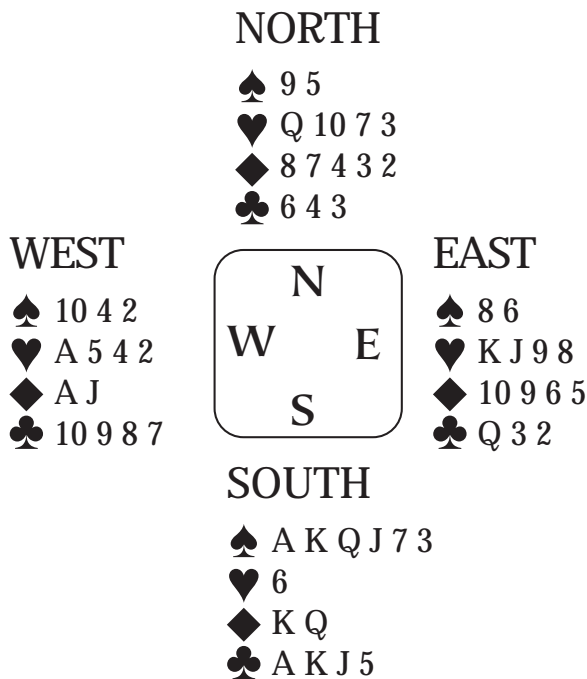 NORTH
♠ 9 5
♥ Q 10 7 3
♦ 8 7 4 3 2
♣ 6 4 3
WEST
♠ 10 4 2
♥ A 5 4 2
♦ A J
♣ 10 9 8 7
N
W E
S
EAST
♠ 8 6
♥ K J 9 8
♦ 10 9 6 5
♣ Q 3 2
SOUTH
♠ A K Q J 7 3
♥ 6
♦ K Q
♣ A K J 5